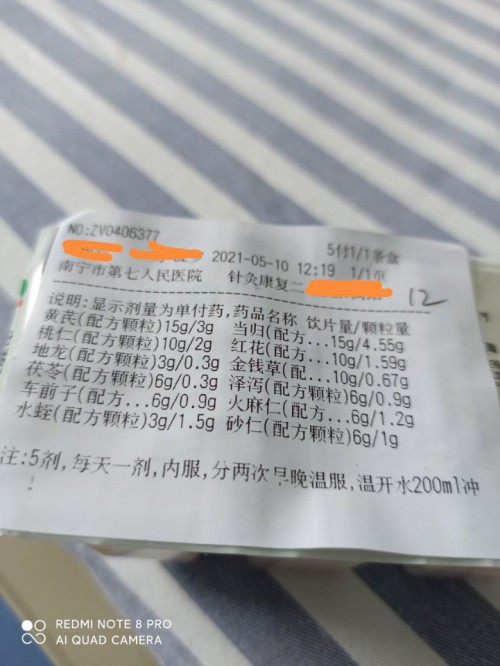 NO:ZV0406377
5付1/1条盒
2021-05-10 12:19 1/1至
南宁市第七人民医院 针灸康复二
12
说明:显示剂量为单付药,药品名称 饮片量/颗粒量
黄芪(配方颗粒)15g/3g 当归(配方...15g/4.55g
桃仁(配方颗粒)10g/2g 红花(配方...10g/1.59g
地龙(配方颗粒)3g/0.3g 金钱草(配...10g/0.67g
茯苓(配方颗粒)6g/0.3g 泽泻(配方颗粒)6g/0.9g
车前子(配方...6g/0.9g 火麻仁(配方...6g/1.2g
水蛭(配方颗粒)3g/1.5g 砂仁(配方颗粒)6g/1g
注:5剂,每天一剂,内服,分两次早晚温服,温开水200ml冲
!
REDMI NOTE 8 PRO
AI QUAD CAMERA